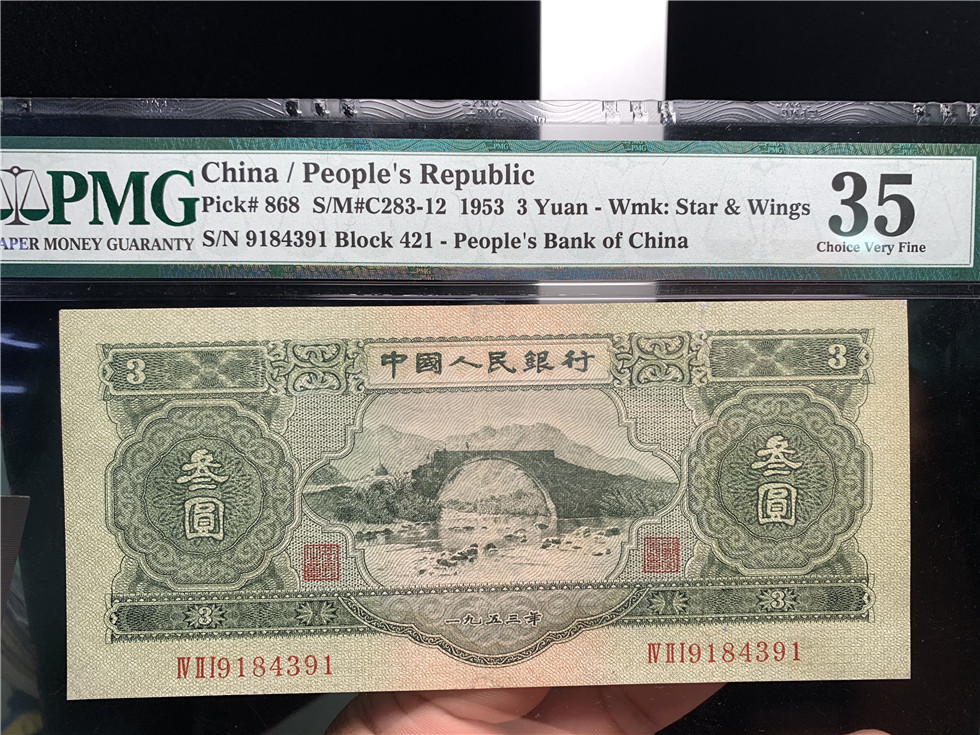 PMG
PMG
APER MONEY GUARANTY
China / People's Republic
Pick# 868 S/M#C283-12 1953 3 Yuan - Wmk: Star & Wings
S/N 9184391 Block 421 - People's Bank of China
35
Choice Very Fine
中國人民銀行
3
3
叁圓
叁圓
3
3
一九五三年
ⅣⅡⅠ9184391
ⅣⅡⅠ9184391